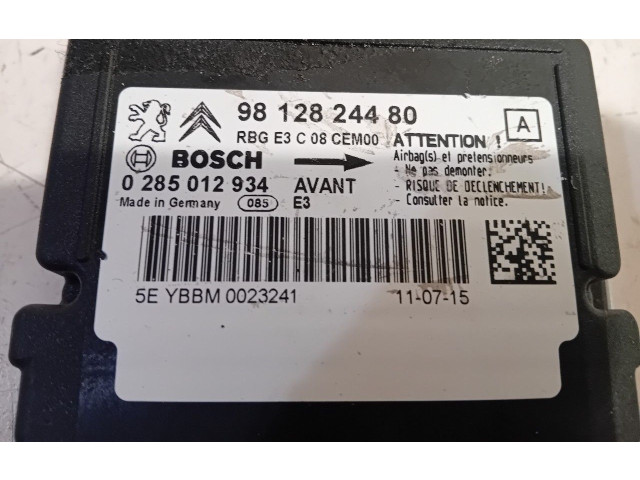 98 128 244 80
RBG E3 C 08 CEM00
A
BOSCH
ATTENTION !
Airbag(s) et pretensionneurs
- Ne pas demonter.
- RISQUE DE DECLENCHEMENT!
- Consulter la notice.
0 285 012 934 AVANT
Made in Germany 085 E3
5E YBBM 0023241 11-07-15